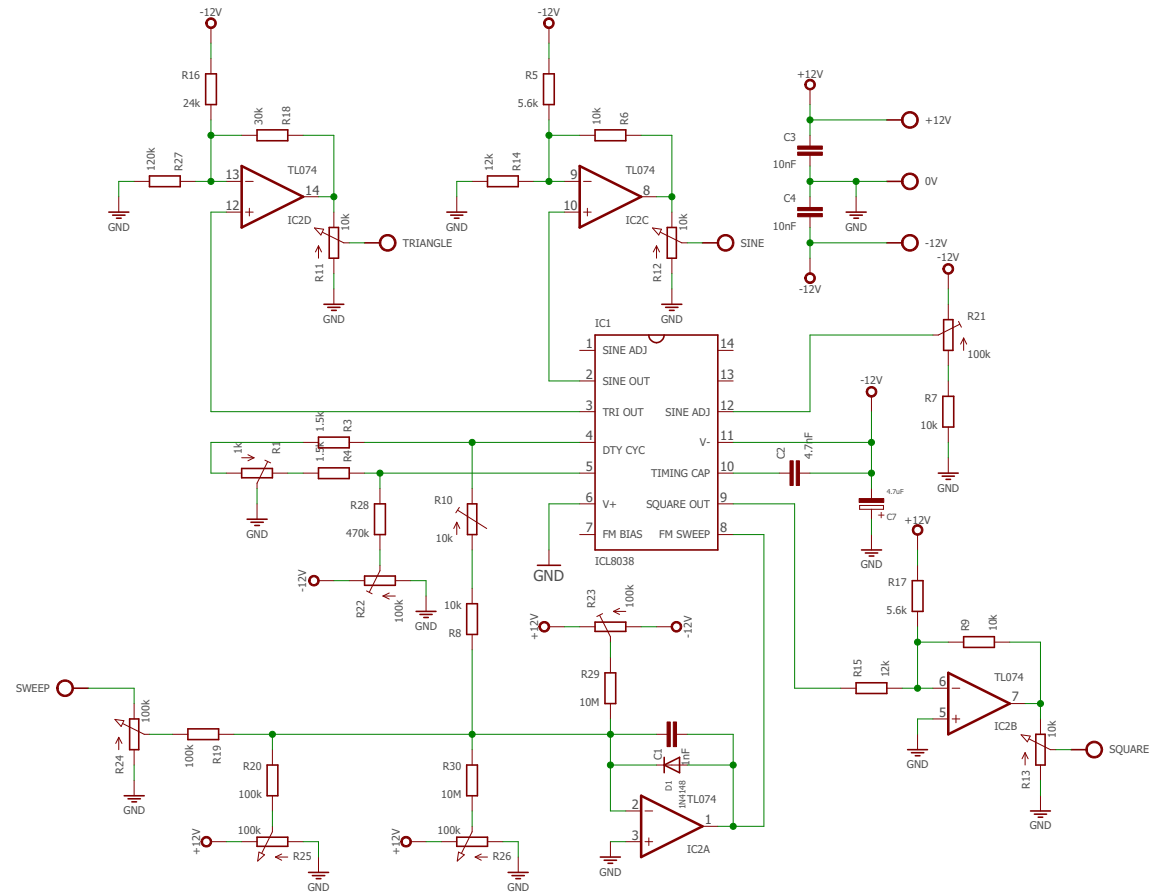 -12V
R16
24k
30k
R18
120k
R27
13
12
14
TL074
IC2D
GND
10k
R11
TRIANGLE
GND
-12V
R5
5.6k
10k
R6
12k
R14
9
10
8
TL074
IC2C
GND
10k
R12
SINE
GND
+12V
+12V
C3
10nF
0V
C4
10nF
GND
-12V
-12V
-12V
R21
100k
R7
10k
GND
IC1
1
SINE ADJ
14
2
SINE OUT
13
3
TRI OUT
SINE ADJ
12
4
DTY CYC
V-
11
5
TIMING CAP
10
6
V+
SQUARE OUT
9
7
FM BIAS
FM SWEEP
8
ICL8038
GND
-12V
C2
4.7nF
4.7uF
+
C7
GND
1k
R1
1.5k
R3
1.5k
R4
GND
R28
470k
R10
10k
-12V
R22
100k
GND
10k
R8
+12V
R23
100k
-12V
R29
10M
+12V
R17
5.6k
R9
10k
R15
12k
6
5
7
TL074
IC2B
GND
10k
R13
SQUARE
GND
SWEEP
100k
R24
GND
100k
R19
R20
100k
+12V
100k
R25
GND
R30
10M
+12V
100k
R26
GND
C1
1nF
D1
1N4148
2
3
1
TL074
IC2A
GND